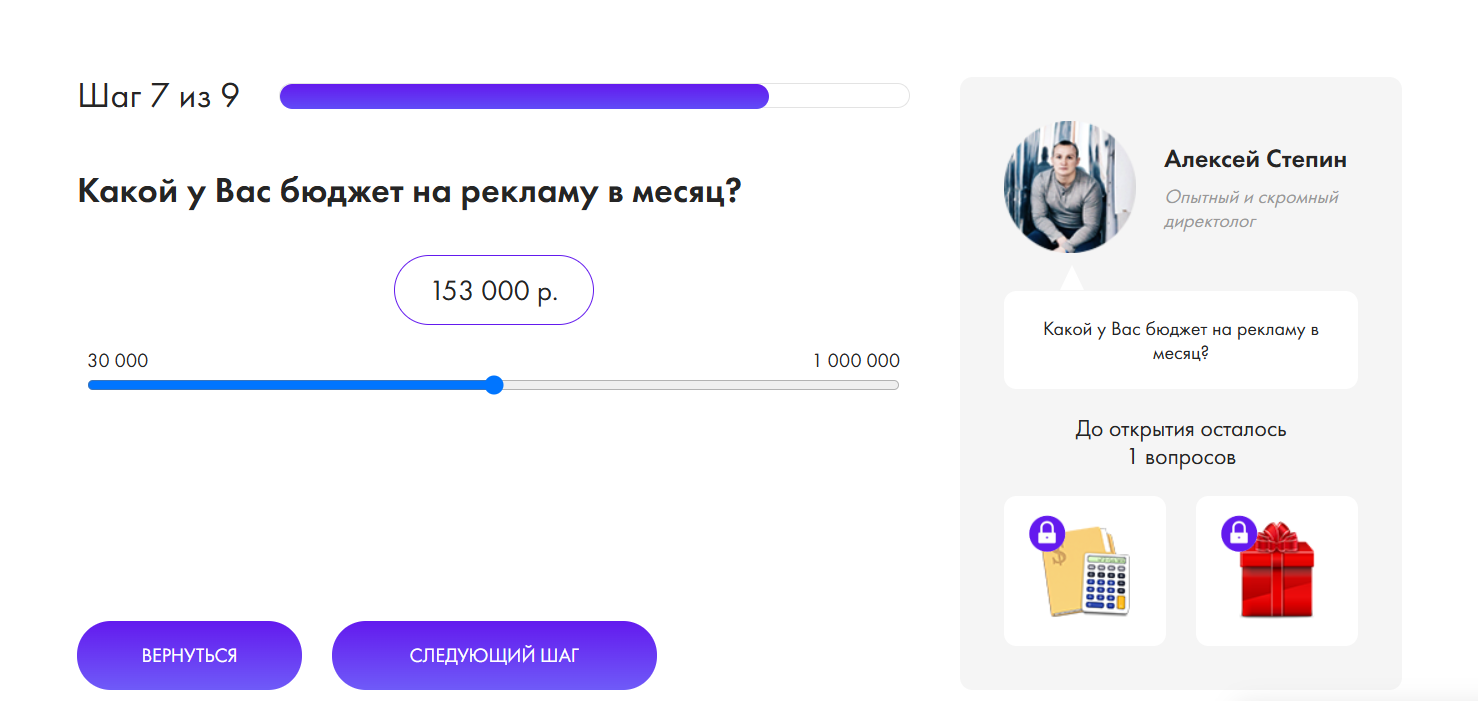 Шаг 7 из 9
Какой у Вас бюджет на рекламу в месяц?
153 000 р.
30 000
1 000 000
ВЕРНУТЬСЯ
СЛЕДУЮЩИЙ ШАГ
Алексей Степин
Опытный и скромный
директолог
Какой у Вас бюджет на рекламу в
месяц?
До открытия осталось
1 вопросов